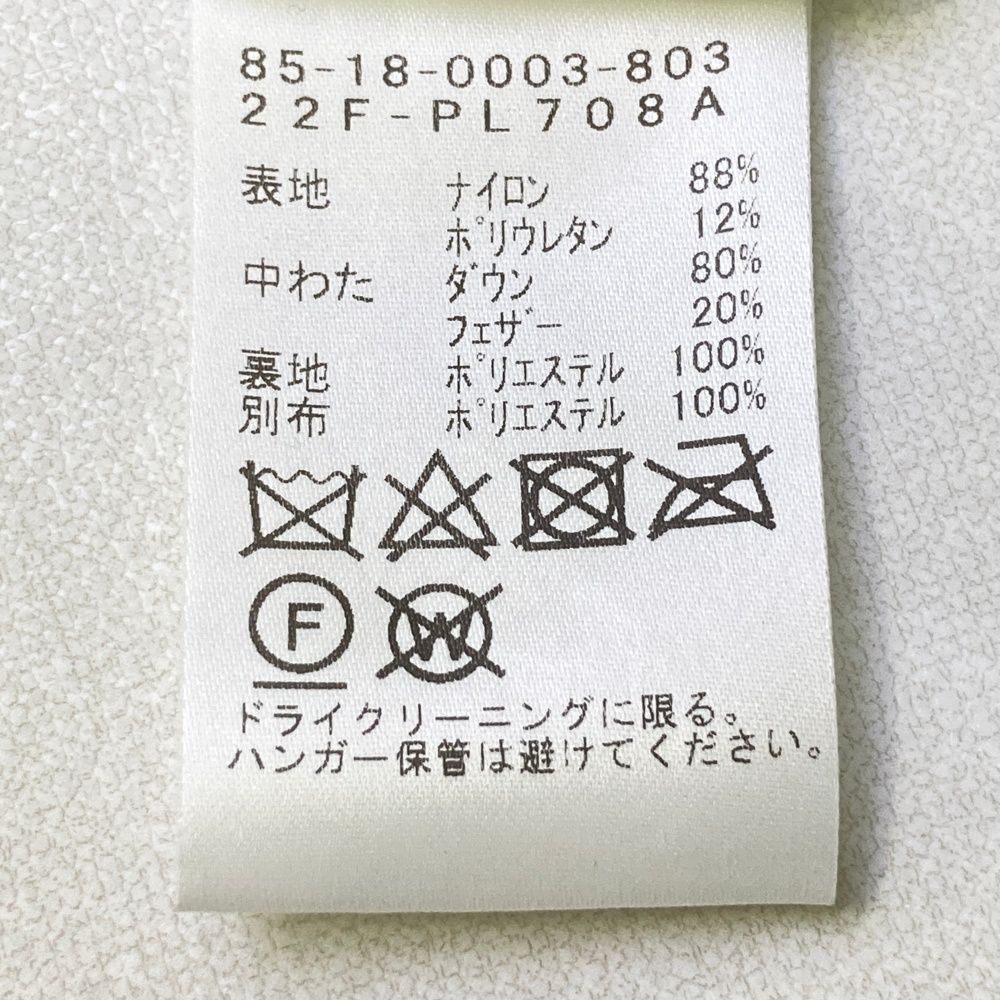 85-18-0003-803
22F-PL708A
表地 ナイロン 88%
ポリウレタン 12%
中わた ダウン 80%
フェザー 20%
裏地 ポリエステル 100%
別布 ポリエステル 100%
F W
ドライクリーニングに限る。
ハンガー保管は避けてください。